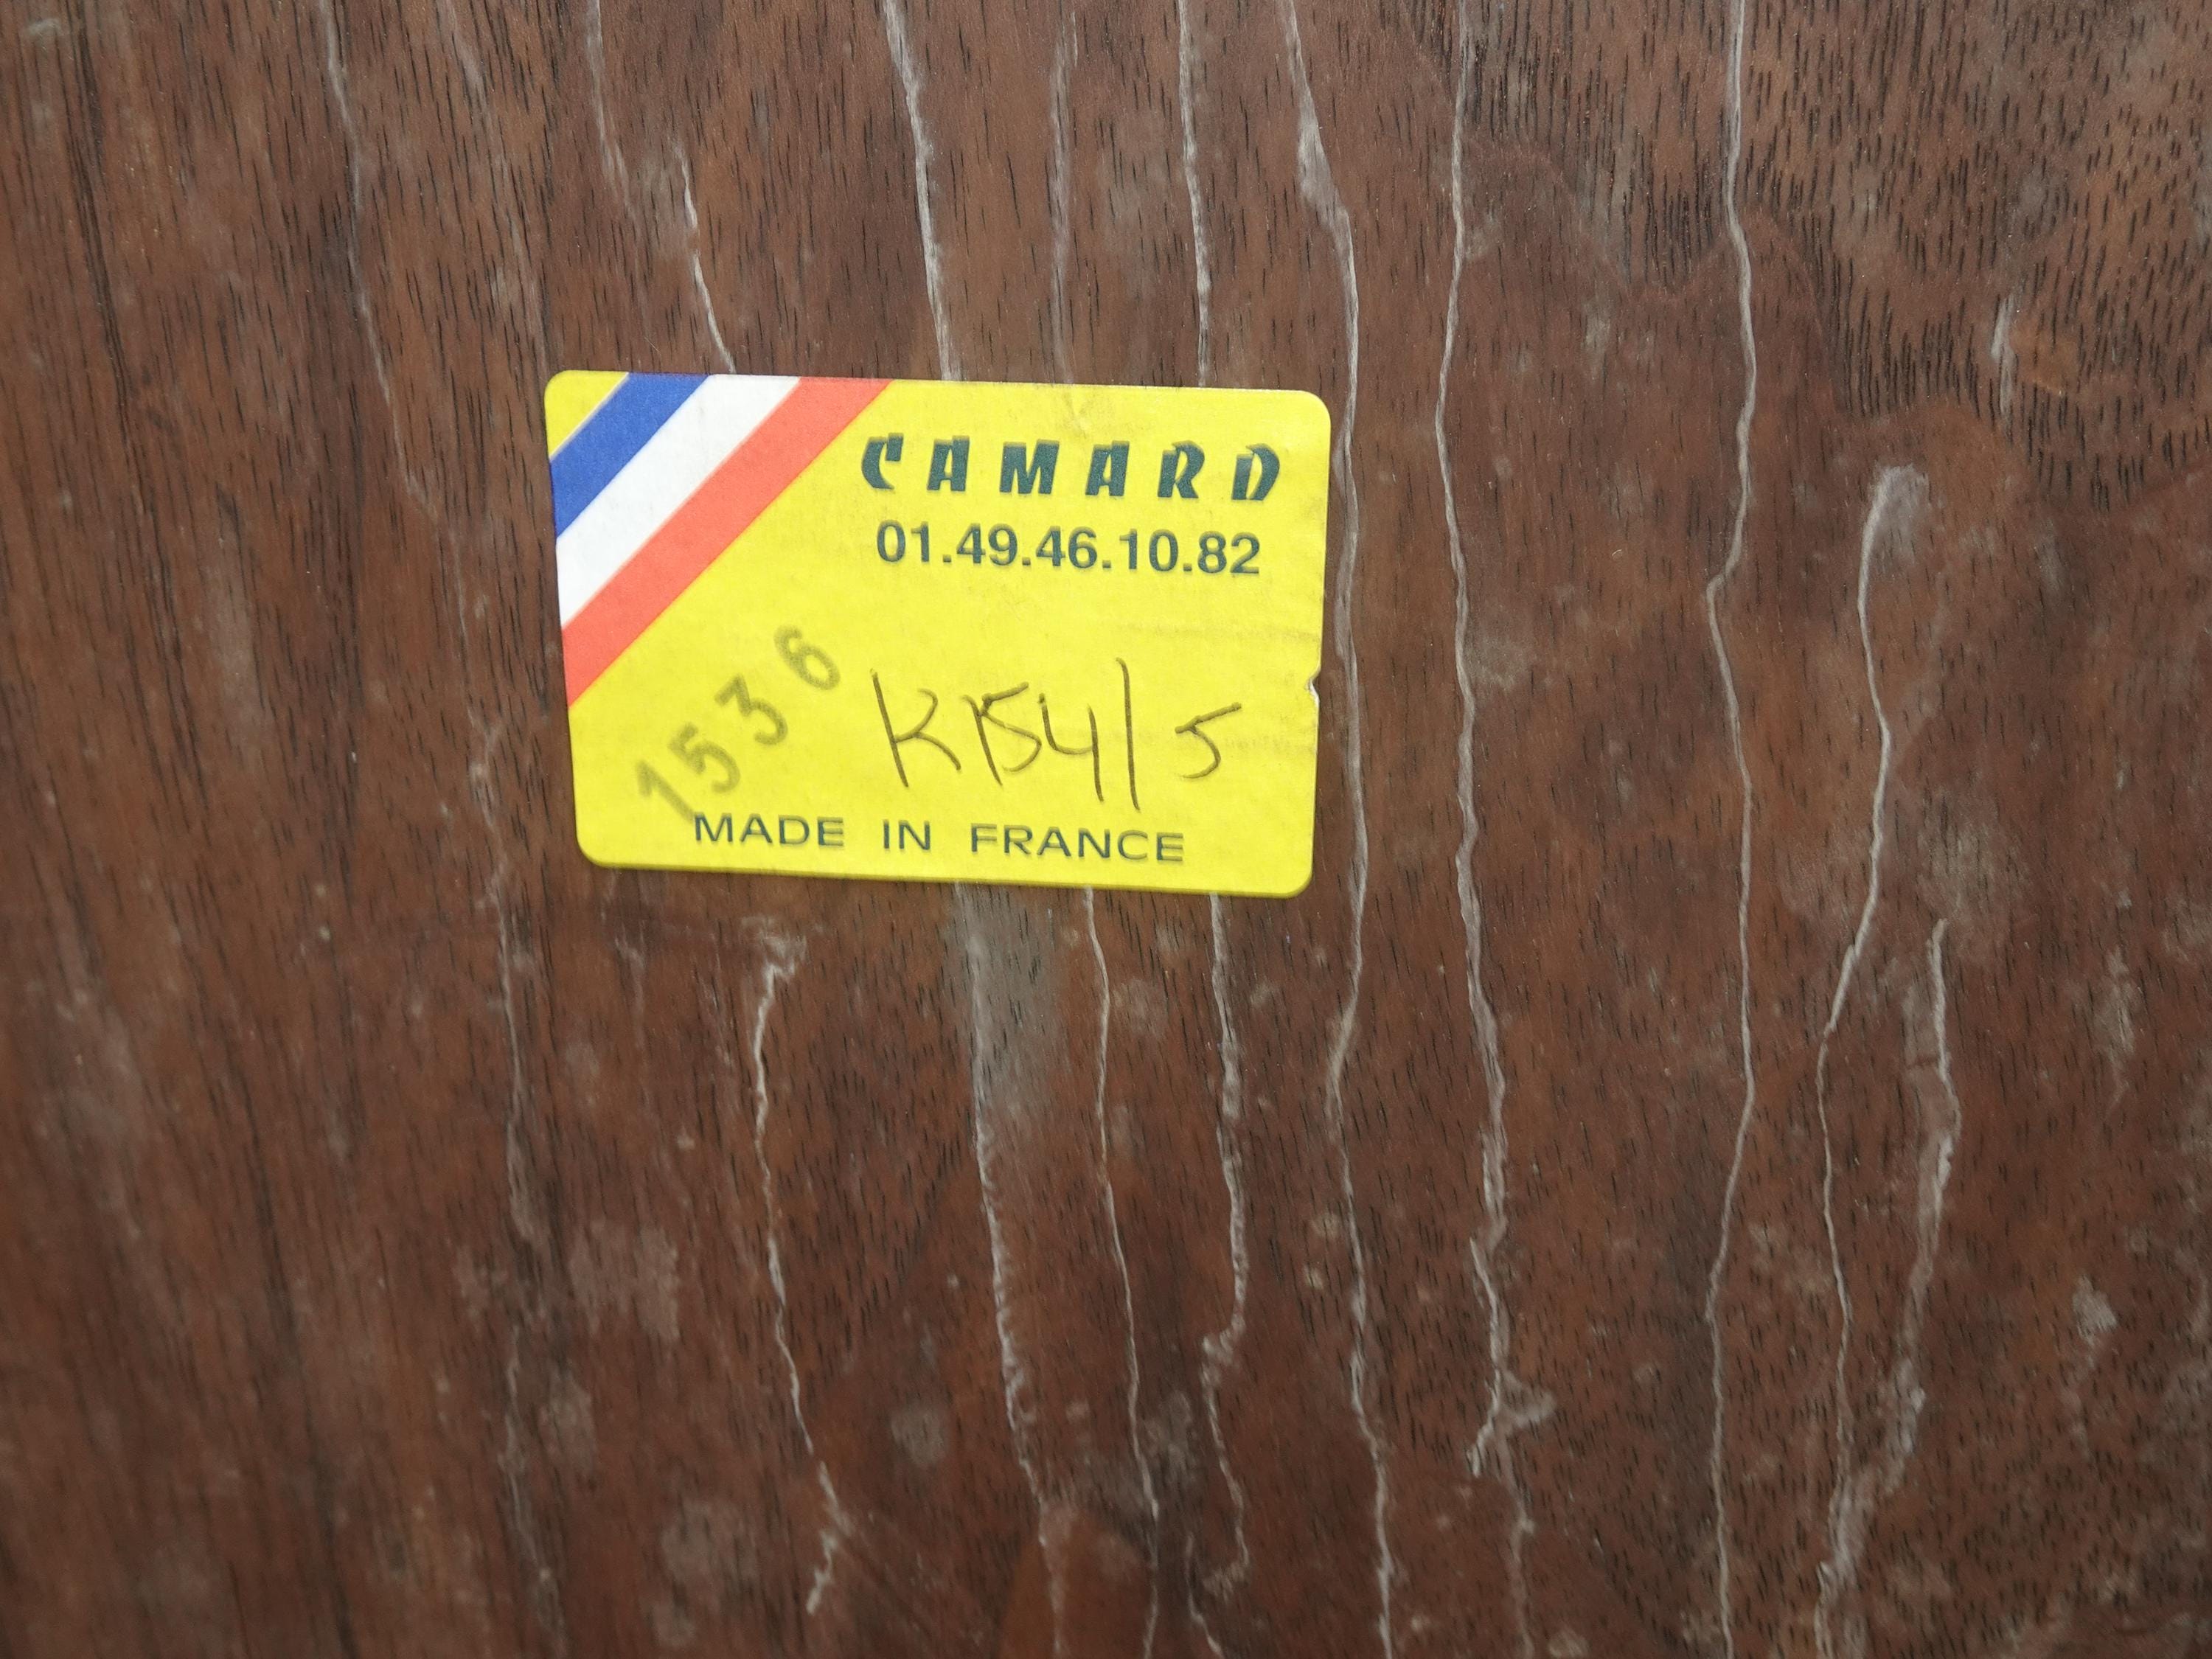 CAMARD
01.49.46.10.82
1536
K154/5
MADE IN FRANCE